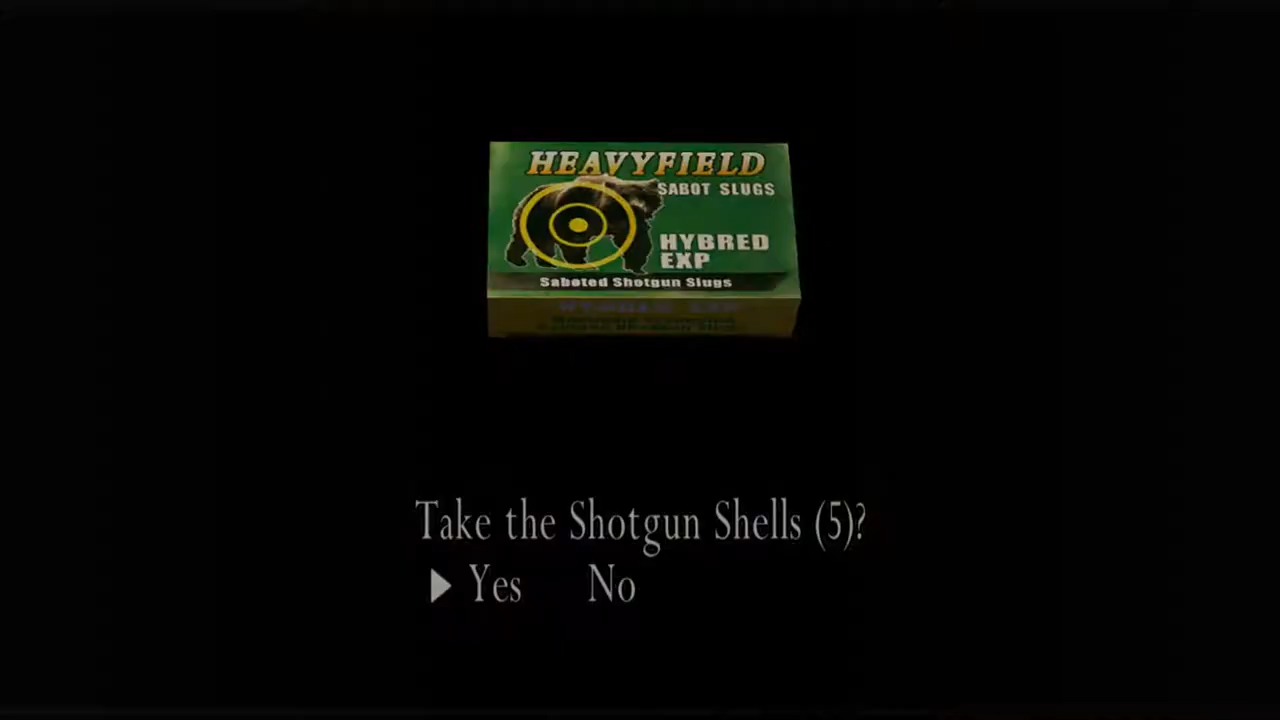 HEAVYFIELD
SABOT SLUGS
HYBRED
EXP
Saboted Shotgun Slugs
Take the Shotgun Shells (5)?
Yes No